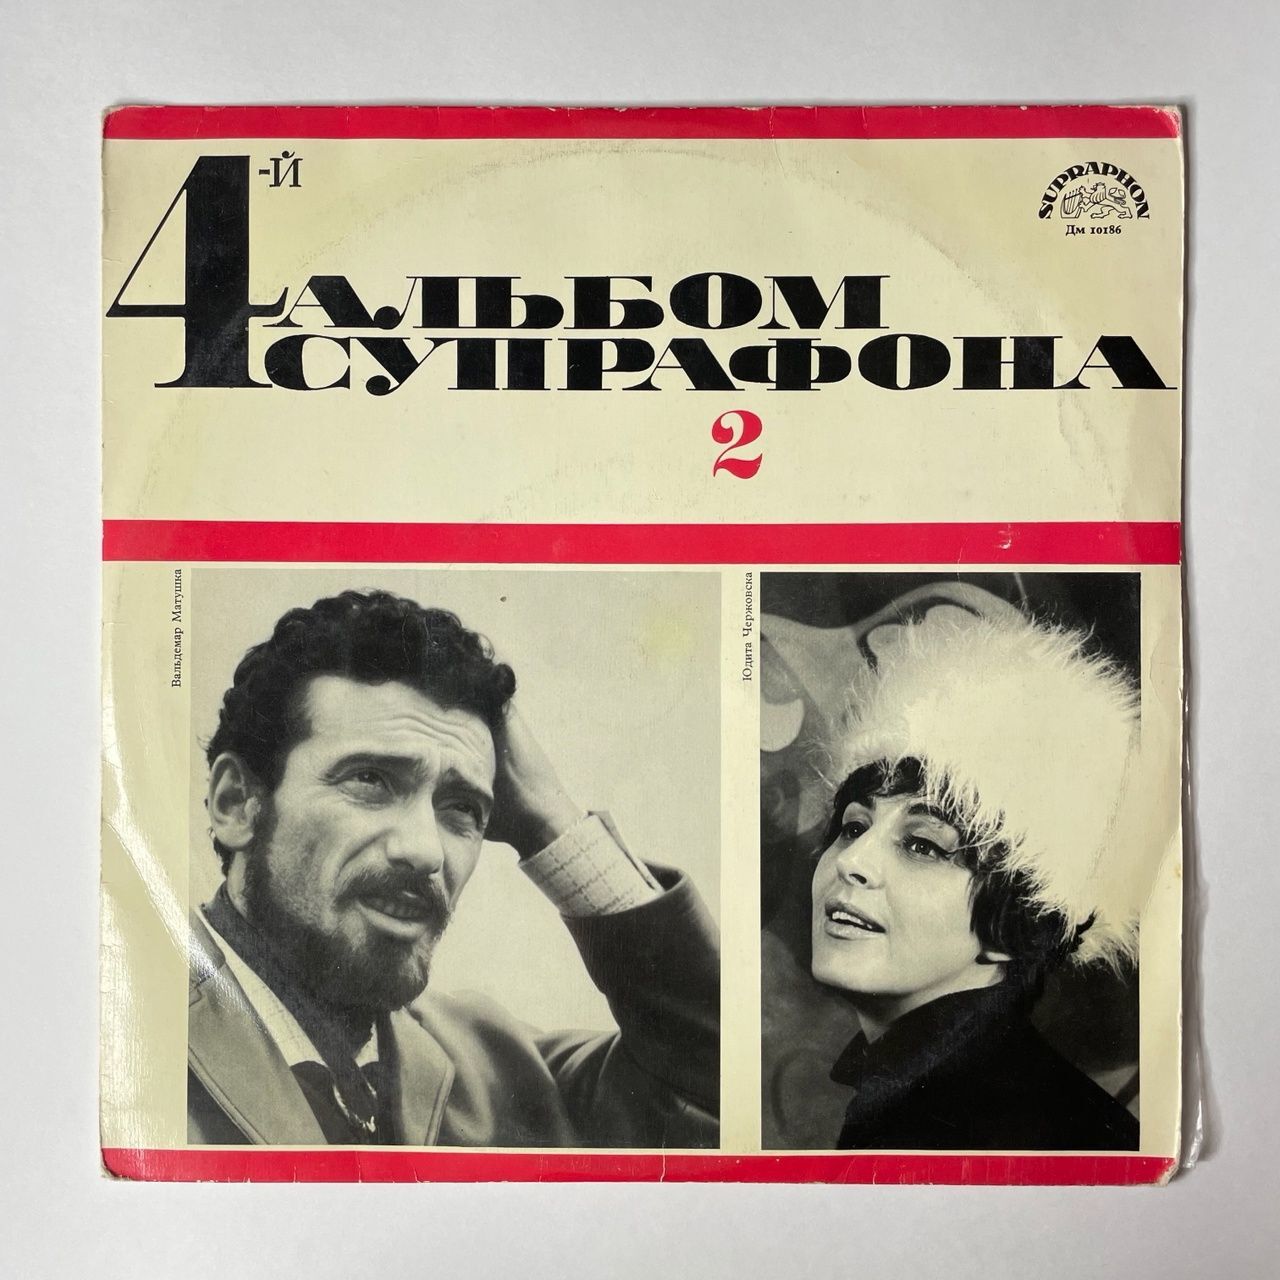 4-й
АЛЬБОМ
СУПРАФОНА
2
SUPRAPHON
Дм 10186
Вальдемар Матушка
Юдита Чержовска